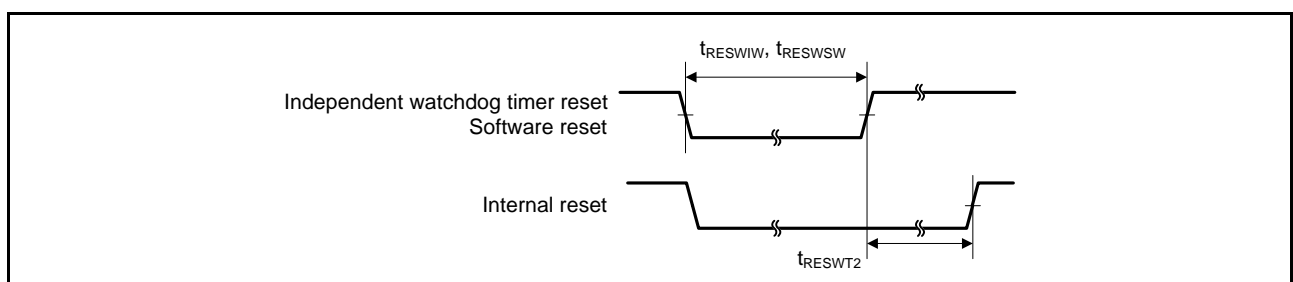 tRESWIW, tRESWSW
Independent watchdog timer reset
Software reset
Internal reset
tRESWT2